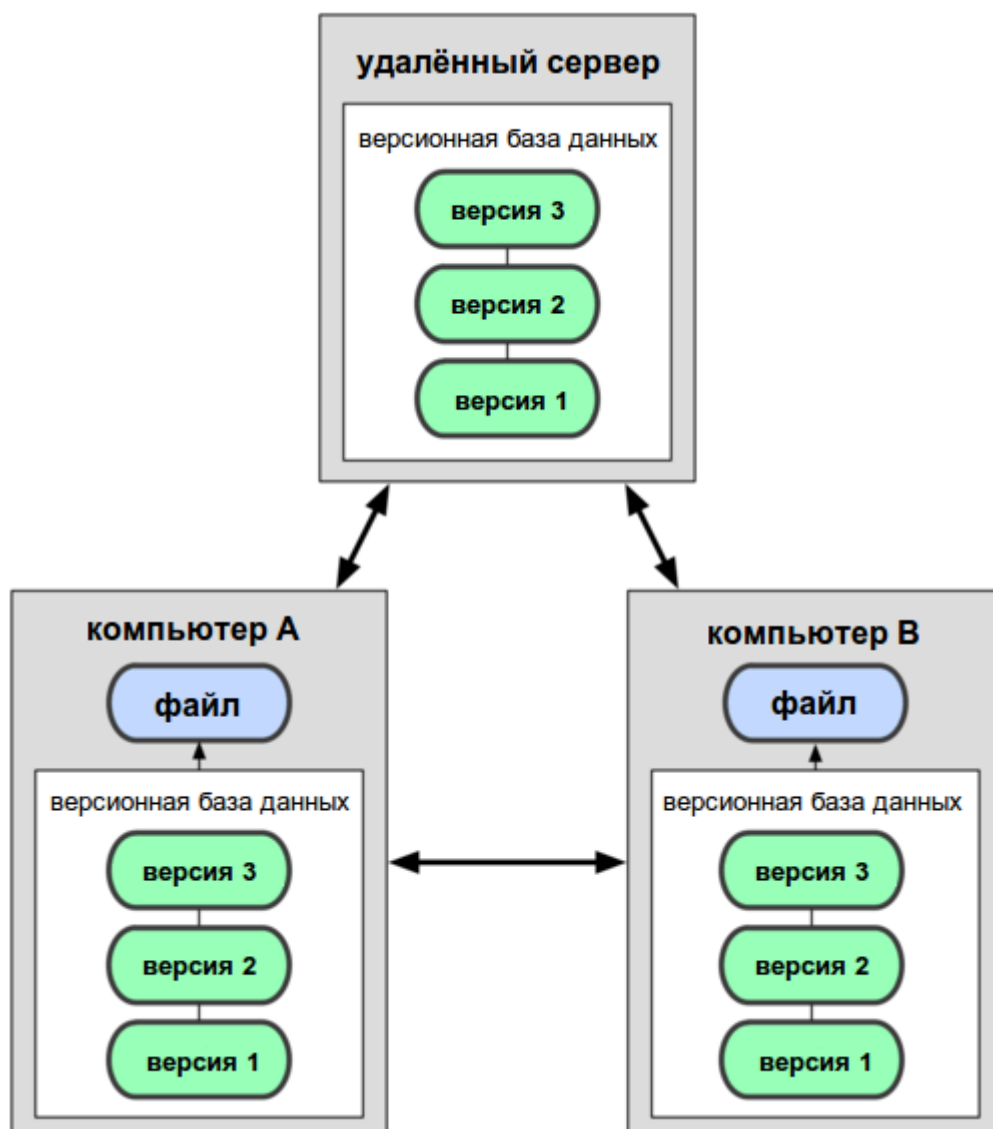 удалённый сервер
версионная база данных
версия 3
версия 2
версия 1
компьютер A
файл
версионная база данных
версия 3
версия 2
версия 1
компьютер B
файл
версионная база данных
версия 3
версия 2
версия 1